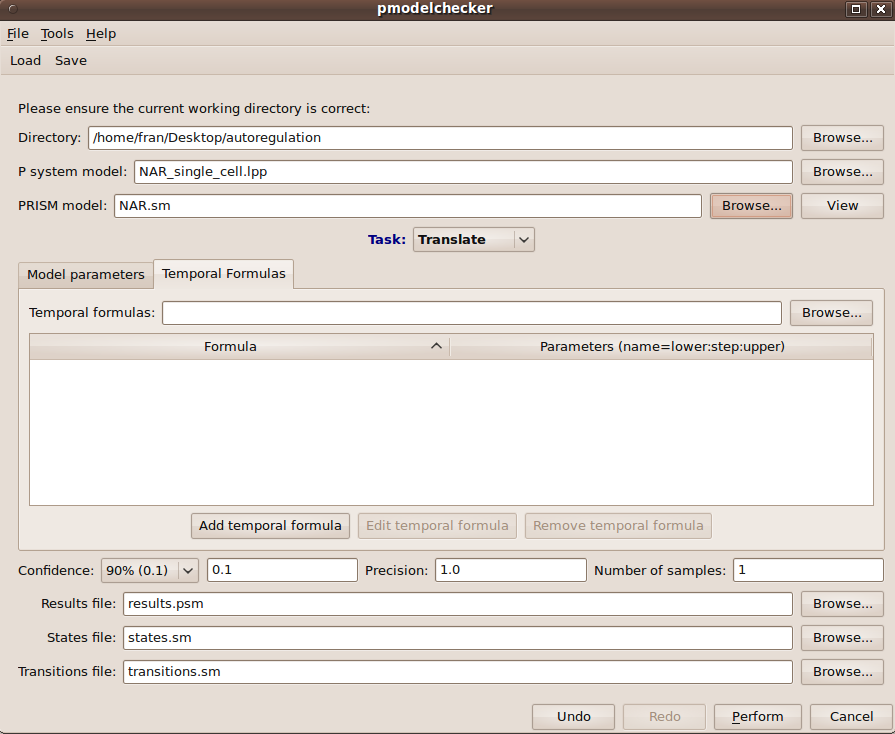 pmodelchecker
File Tools Help
Load Save
Please ensure the current working directory is correct:
Directory: /home/fran/Desktop/autoregulation Browse...
P system model: NAR_single_cell.lpp Browse...
PRISM model: NAR.sm Browse... View
Task: Translate
Model parameters Temporal Formulas
Temporal formulas: Browse...
Formula Parameters (name=lower:step:upper)
Add temporal formula Edit temporal formula Remove temporal formula
Confidence: 90% (0.1) 0.1 Precision: 1.0 Number of samples: 1
Results file: results.psm Browse...
States file: states.sm Browse...
Transitions file: transitions.sm Browse...
Undo Redo Perform Cancel